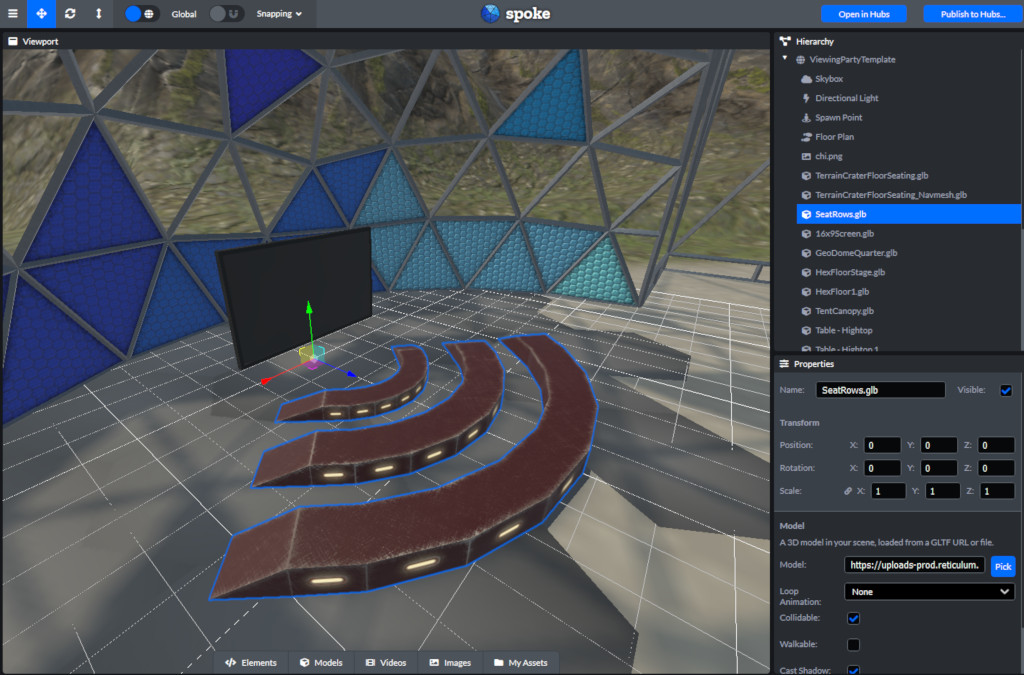 Global
Snapping
spoke
Open in Hubs
Publish to Hubs...
Viewport
Elements
Models
Videos
Images
My Assets
Hierarchy
ViewingPartyTemplate
Skybox
Directional Light
Spawn Point
Floor Plan
chi.png
TerrainCraterFloorSeating.glb
TerrainCraterFloorSeating_Navmesh.glb
SeatRows.glb
16x9Screen.glb
GeoDomeQuarter.glb
HexFloorStage.glb
HexFloor1.glb
TentCanopy.glb
Table - Hightop
Table - Hightop 1
Properties
Name: SeatRows.glb Visible:
Transform
Position: X: 0 Y: 0 Z: 0
Rotation: X: 0 Y: 0 Z: 0
Scale: X: 1 Y: 1 Z: 1
Model
A 3D model in your scene, loaded from a GLTF URL or file.
Model: https://uploads-prod.reticulum. Pick
Loop
Animation: None
Collidable:
Walkable:
Cast Shadow: